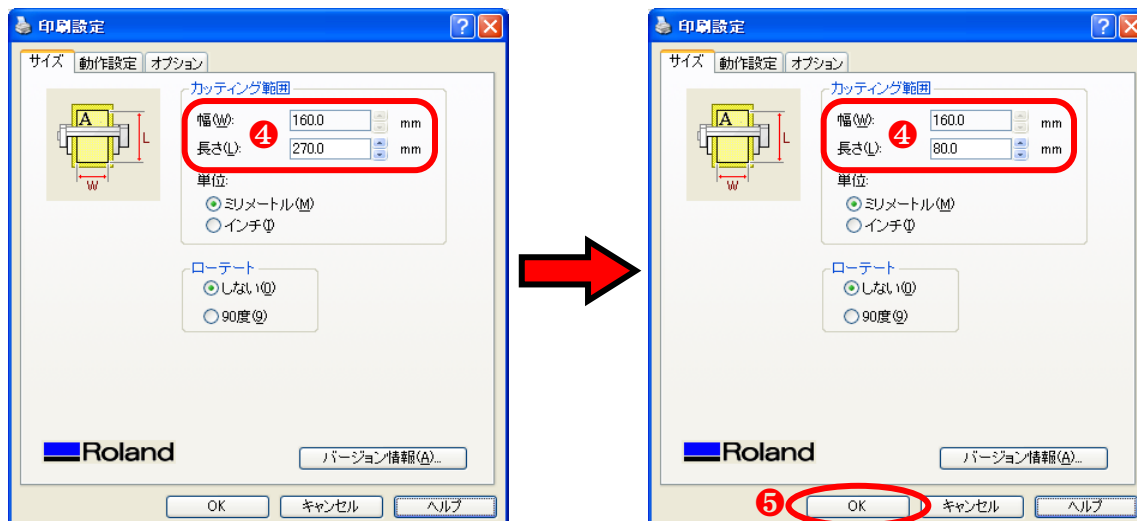 印刷設定
サイズ 動作設定 オプション
カッティング範囲
A
L
W
幅(W): 160.0 mm
❹
長さ(L): 270.0 mm
単位:
ミリメートル(M)
インチ(I)
ローテート
しない(0)
90度(9)
Roland
バージョン情報(A)...
OK キャンセル ヘルプ
印刷設定
サイズ 動作設定 オプション
カッティング範囲
A
L
W
幅(W): 160.0 mm
❹
長さ(L): 80.0 mm
単位:
ミリメートル(M)
インチ(I)
ローテート
しない(0)
90度(9)
Roland
バージョン情報(A)...
❺ OK キャンセル ヘルプ